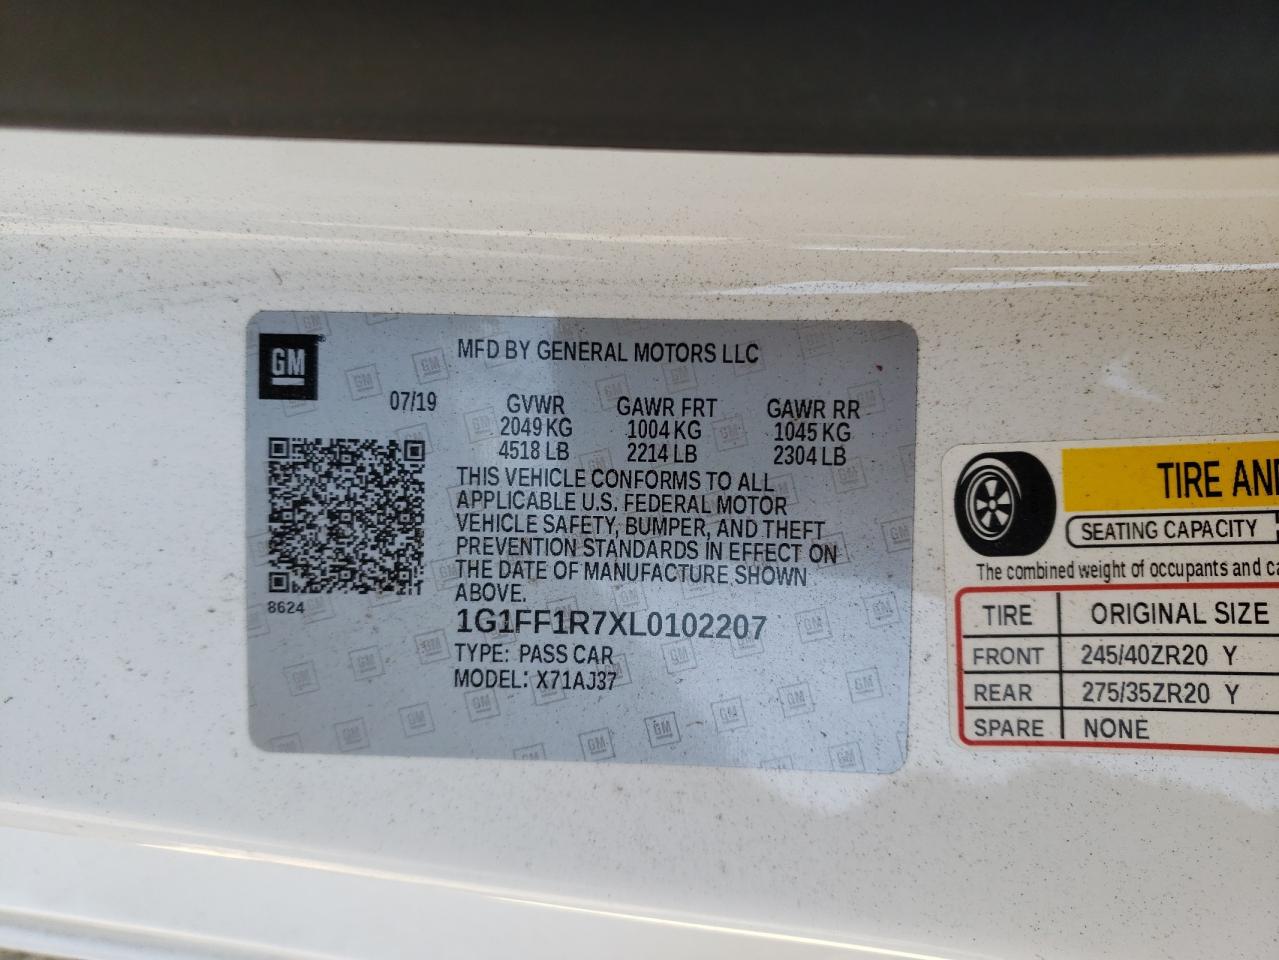 GM
MFD BY GENERAL MOTORS LLC
07/19
GVWR GAWR FRT GAWR RR
2049 KG 1004 KG 1045 KG
4518 LB 2214 LB 2304 LB
THIS VEHICLE CONFORMS TO ALL
APPLICABLE U.S. FEDERAL MOTOR
VEHICLE SAFETY, BUMPER, AND THEFT
PREVENTION STANDARDS IN EFFECT ON
THE DATE OF MANUFACTURE SHOWN
ABOVE.
8624
1G1FF1R7XL0102207
TYPE: PASS CAR
MODEL: X71AJ37
TIRE AND
SEATING CAPACITY
The combined weight of occupants and ca
TIRE ORIGINAL SIZE
FRONT 245/40ZR20 Y
REAR 275/35ZR20 Y
SPARE NONE